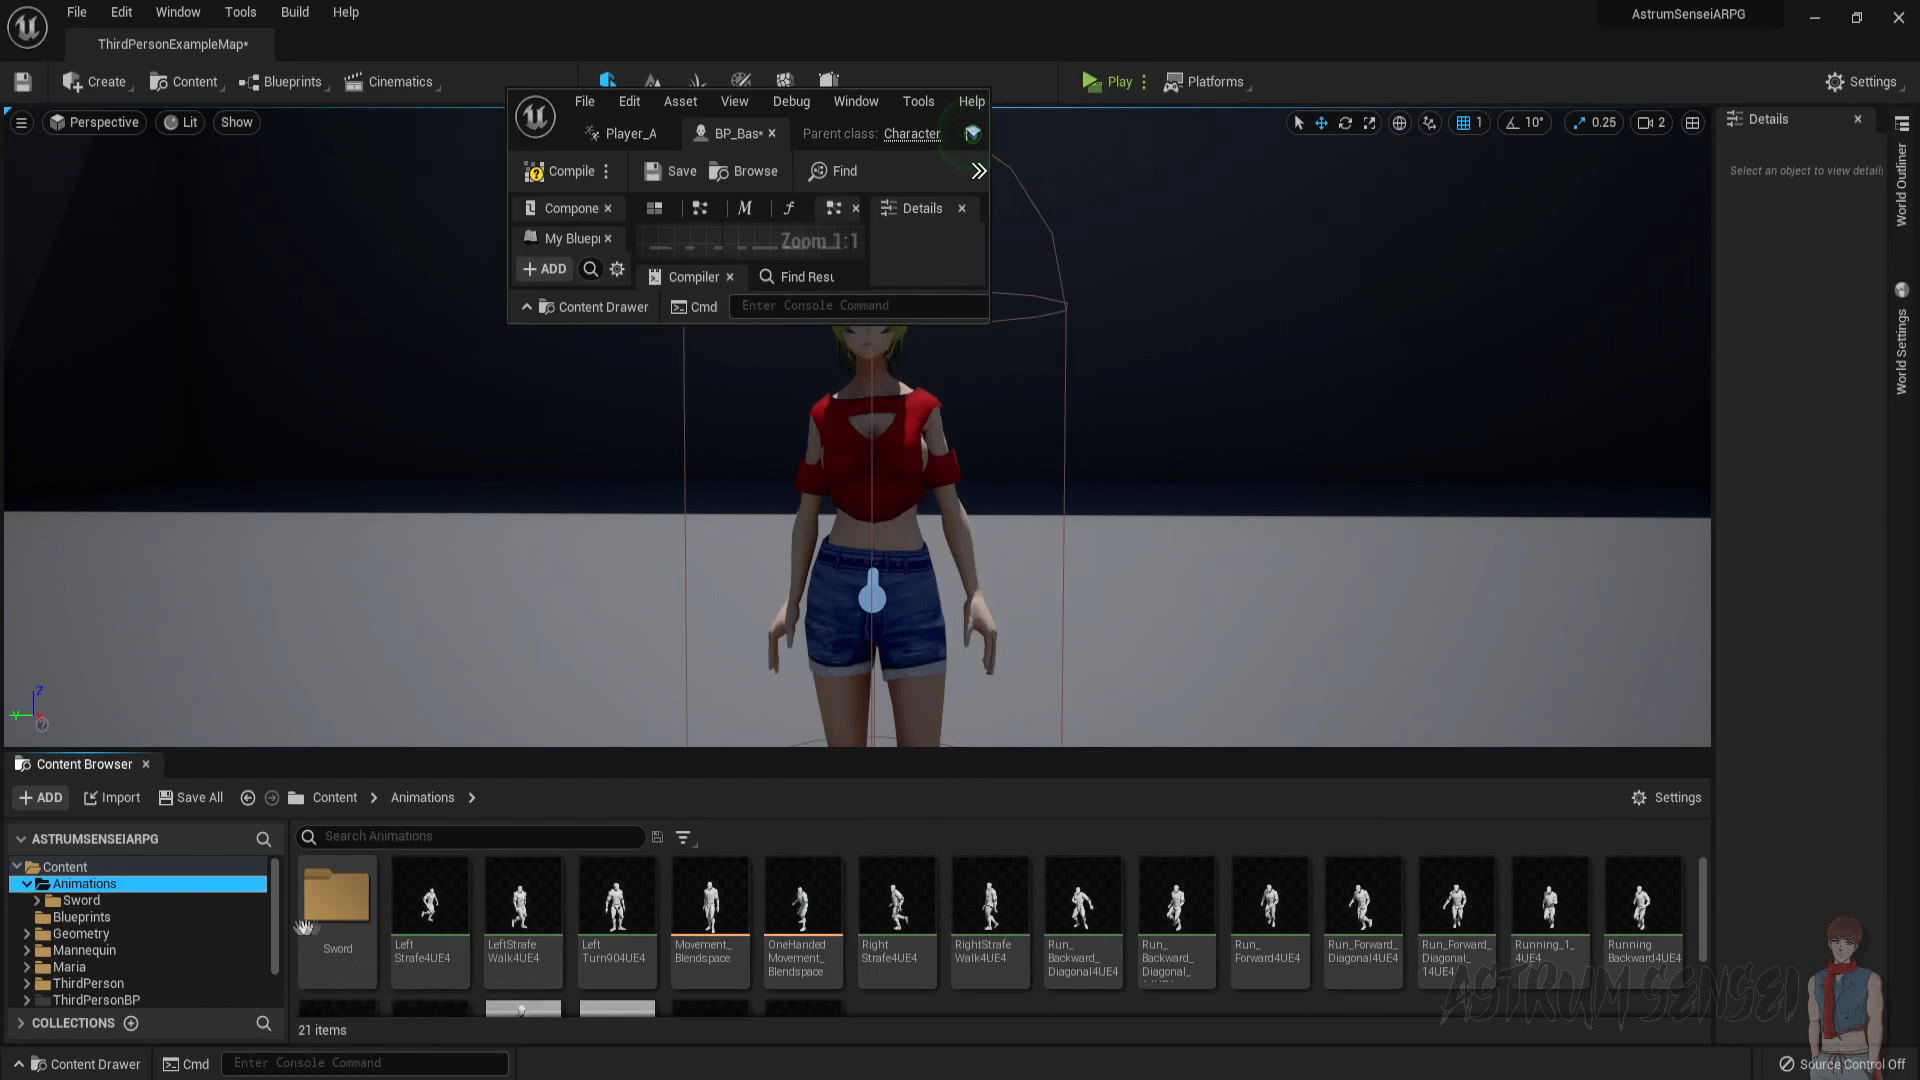 File Edit Window Tools Build Help
AstrumSenseiARPG
ThirdPersonExampleMap*
Create Content Blueprints Cinematics Play Platforms Settings
Perspective Lit Show
1 10° 0.25 2
Details
Select an object to view detail
World Outliner
World Settings
File Edit Asset View Debug Window Tools Help
Player_A BP_Bas* Parent class: Character
Compile Save Browse Find
Compone Details
My Bluep Zoom 1:1
ADD Compiler Find Resu
Content Drawer Cmd Enter Console Command
Z
Y
Content Browser
ADD Import Save All Content Animations Settings
ASTRUMSENSEIARPG
Search Animations
Content
Animations
Sword
Blueprints
Geometry
Mannequin
Maria
ThirdPerson
ThirdPersonBP
COLLECTIONS
Sword
Left
Strafe4UE4
LeftStrafe
Walk4UE4
Left
Turn904UE4
Movement_
Blendspace
OneHanded
Movement_
Blendspace
Right
Strafe4UE4
RightStrafe
Walk4UE4
Run_
Backward_
Diagonal4UE4
Run_
Backward_
Diagonal_
Run_
Forward4UE4
Run_Forward_
Diagonal4UE4
Run_Forward_
Diagonal_
14UE4
Running_1_
4UE4
Running
Backward4UE4
21 items
ASTRUM SENSEI
Content Drawer Cmd Enter Console Command
Source Control Off